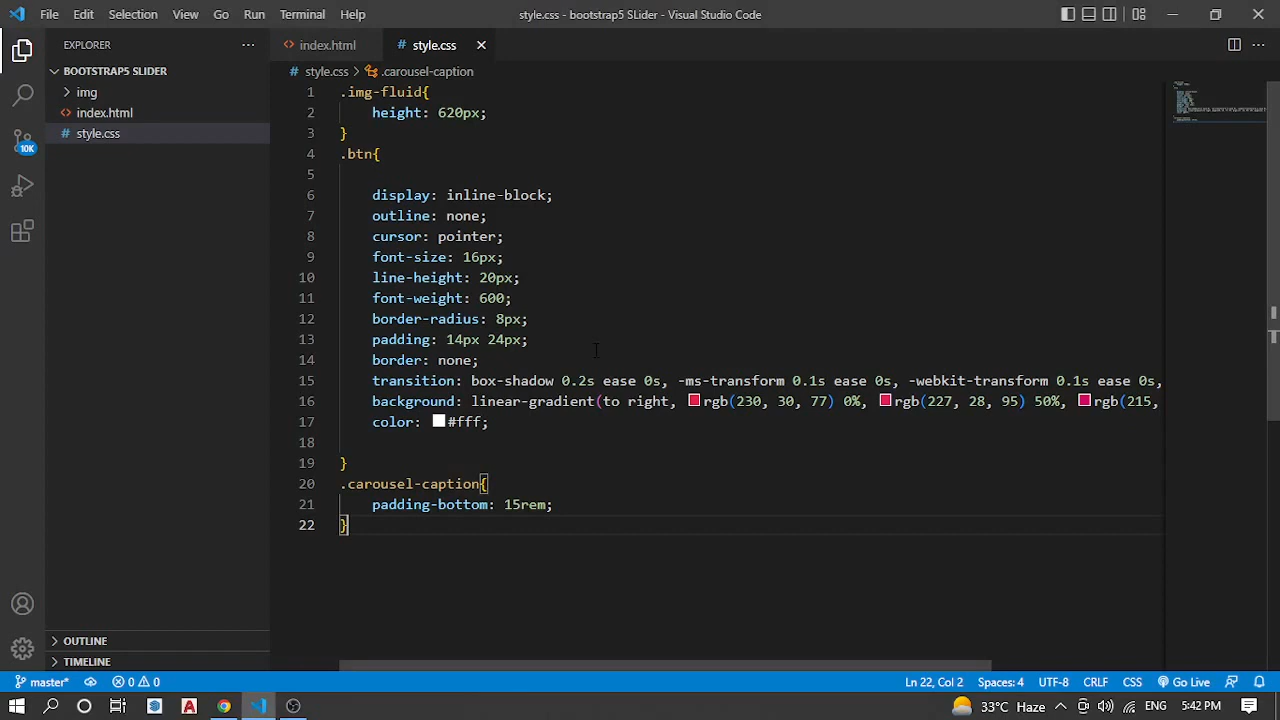 File Edit Selection View Go Run Terminal Help style.css - bootstrap5 SLider - Visual Studio Code
EXPLORER
BOOTSTRAP5 SLIDER
img
index.html
style.css
10K
OUTLINE
TIMELINE
index.html style.css
style.css > .carousel-caption
1 .img-fluid{
2 height: 620px;
3 }
4 .btn{
5
6 display: inline-block;
7 outline: none;
8 cursor: pointer;
9 font-size: 16px;
10 line-height: 20px;
11 font-weight: 600;
12 border-radius: 8px;
13 padding: 14px 24px;
14 border: none;
15 transition: box-shadow 0.2s ease 0s, -ms-transform 0.1s ease 0s, -webkit-transform 0.1s ease 0s,
16 background: linear-gradient(to right, rgb(230, 30, 77) 0%, rgb(227, 28, 95) 50%, rgb(215,
17 color: #fff;
18
19 }
20 .carousel-caption{
21 padding-bottom: 15rem;
22 }
master* 0 0 Ln 22, Col 2 Spaces: 4 UTF-8 CRLF CSS Go Live
33°C Haze ENG 5:42 PM